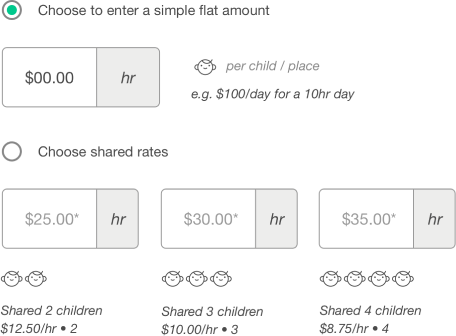 Choose to enter a simple flat amount
$00.00 hr
per child / place
e.g. $100/day for a 10hr day
Choose shared rates
$25.00* hr $30.00* hr $35.00* hr
Shared 2 children Shared 3 children Shared 4 children
$12.50/hr • 2 $10.00/hr • 3 $8.75/hr • 4